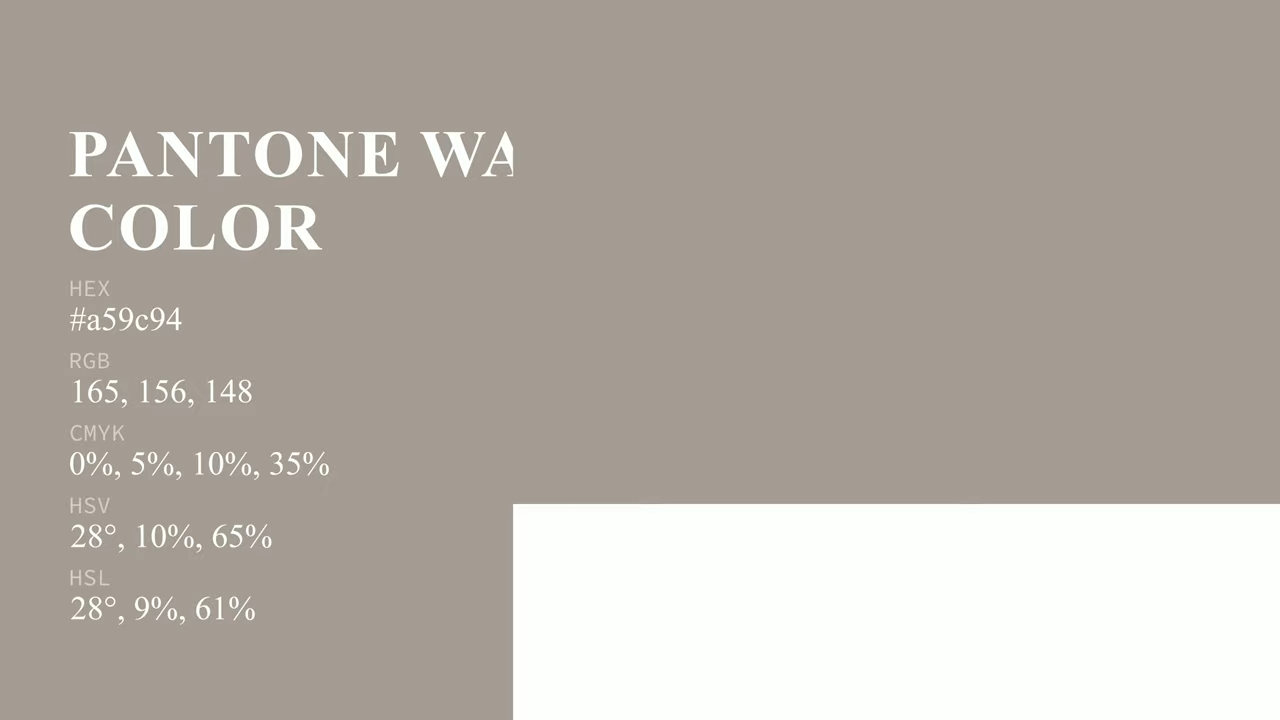 PANTONE WA
COLOR
HEX
#a59c94
RGB
165, 156, 148
CMYK
0%, 5%, 10%, 35%
HSV
28°, 10%, 65%
HSL
28°, 9%, 61%